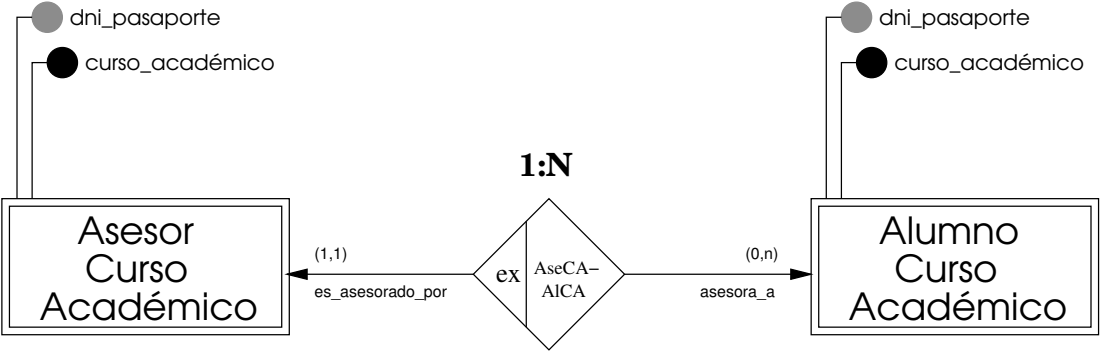 dni_pasaporte
curso_académico
dni_pasaporte
curso_académico
1:N
Asesor
Curso
Académico
(1,1)
es_asesorado_por
ex
AseCA–
AlCA
(0,n)
asesora_a
Alumno
Curso
Académico